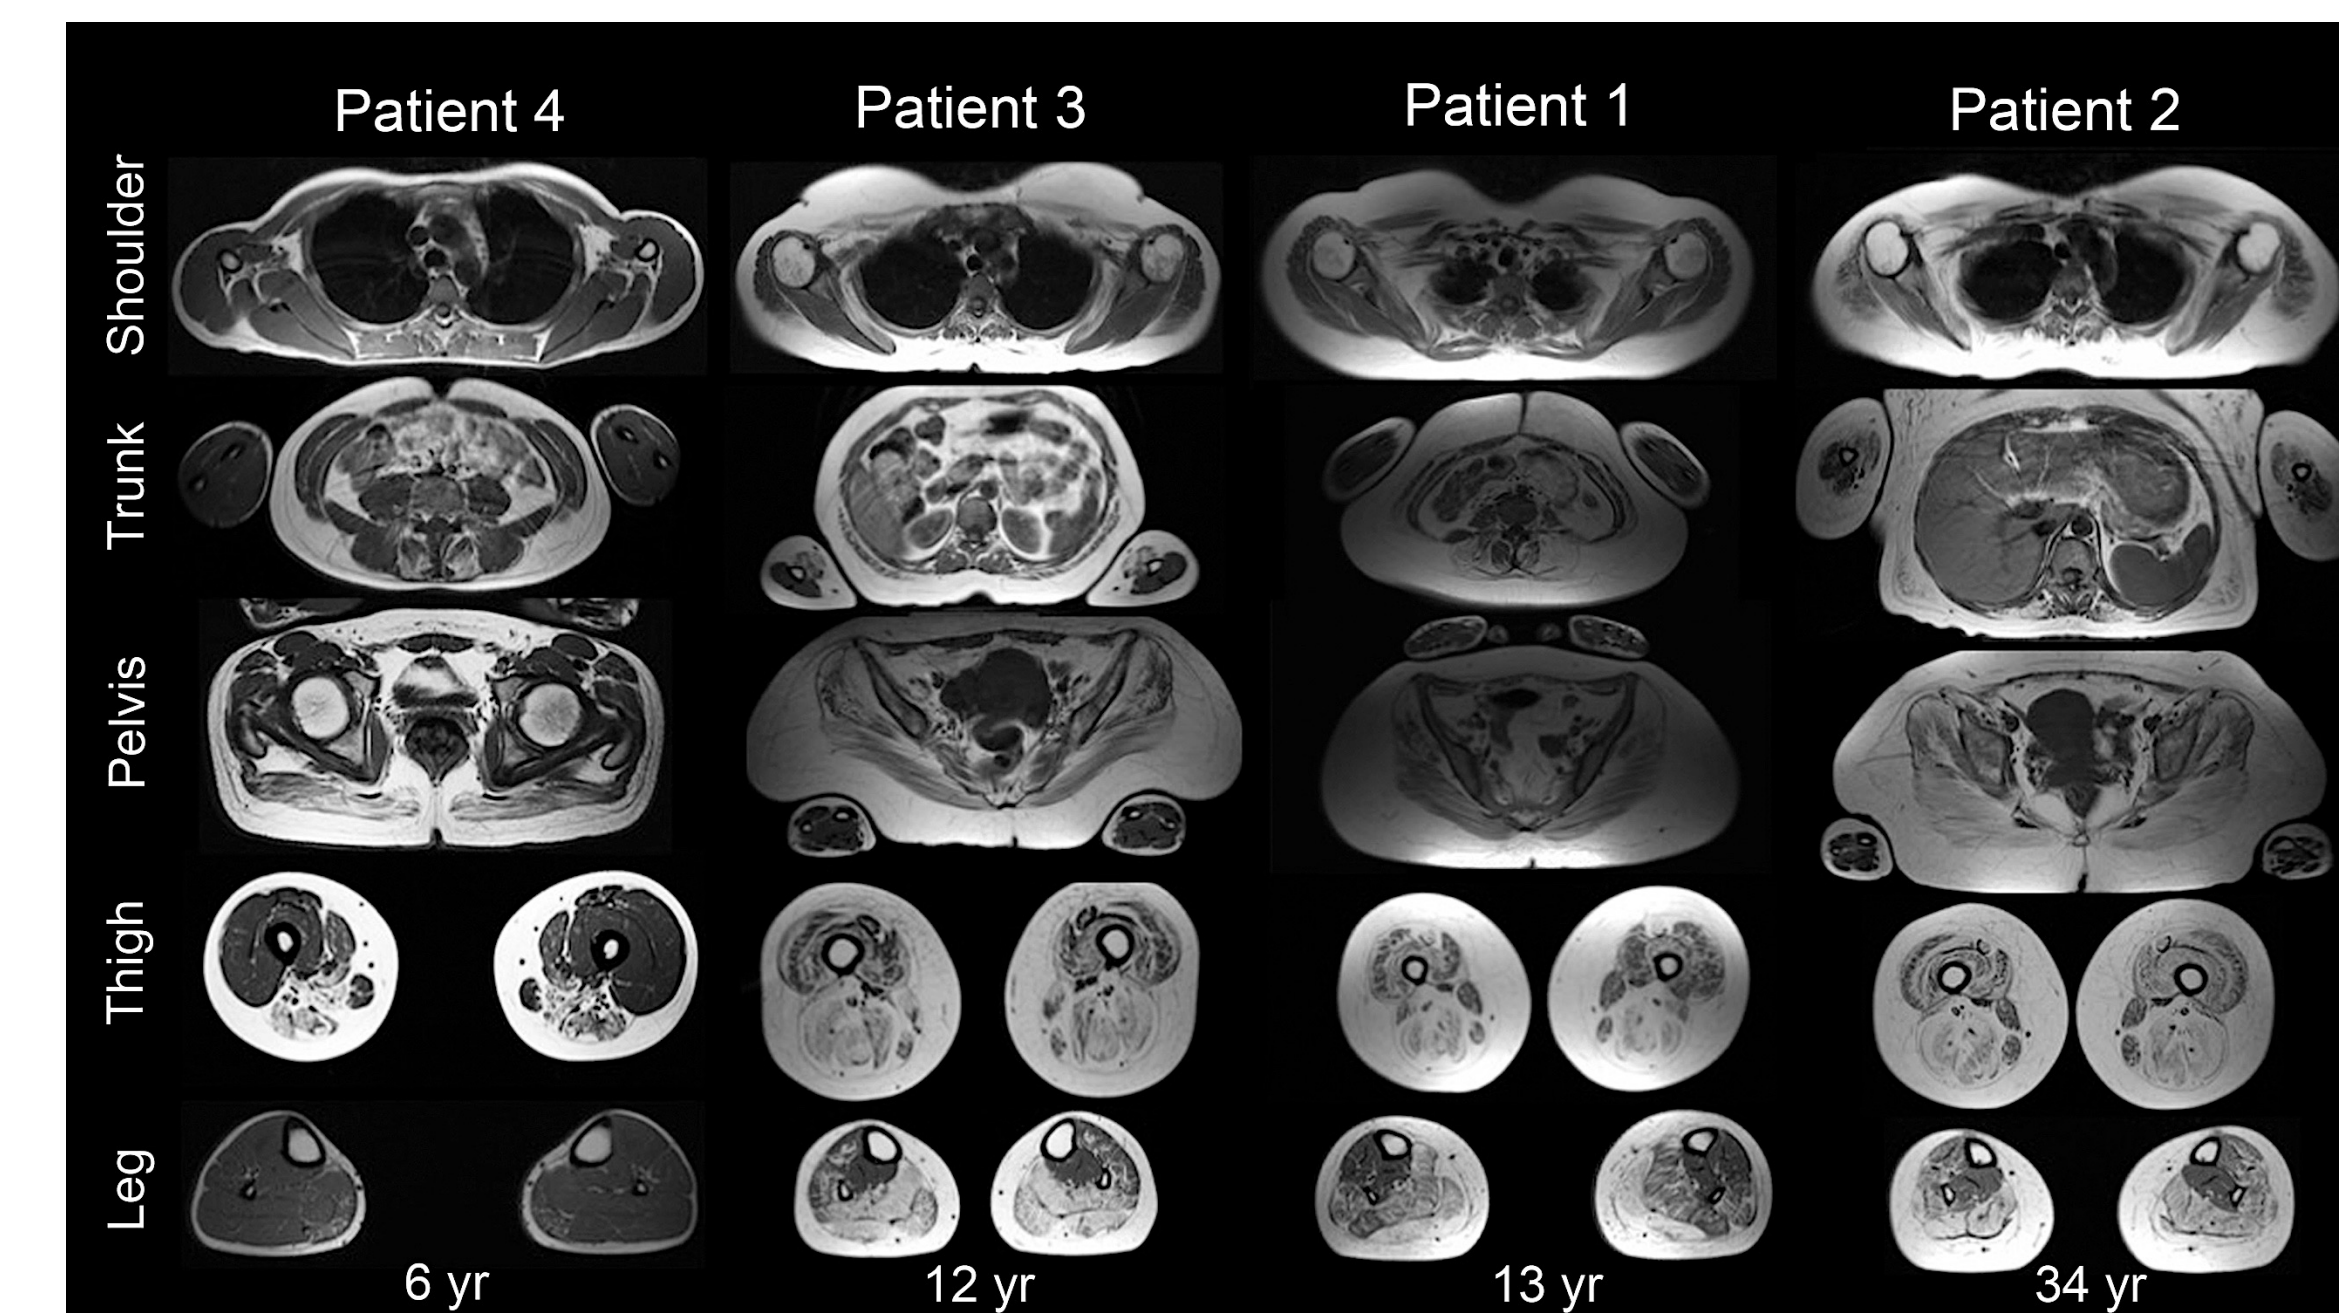 Patient 4
Patient 3
Patient 1
Patient 2
Shoulder
Trunk
Pelvis
Thigh
Leg
6 yr
12 yr
13 yr
34 yr